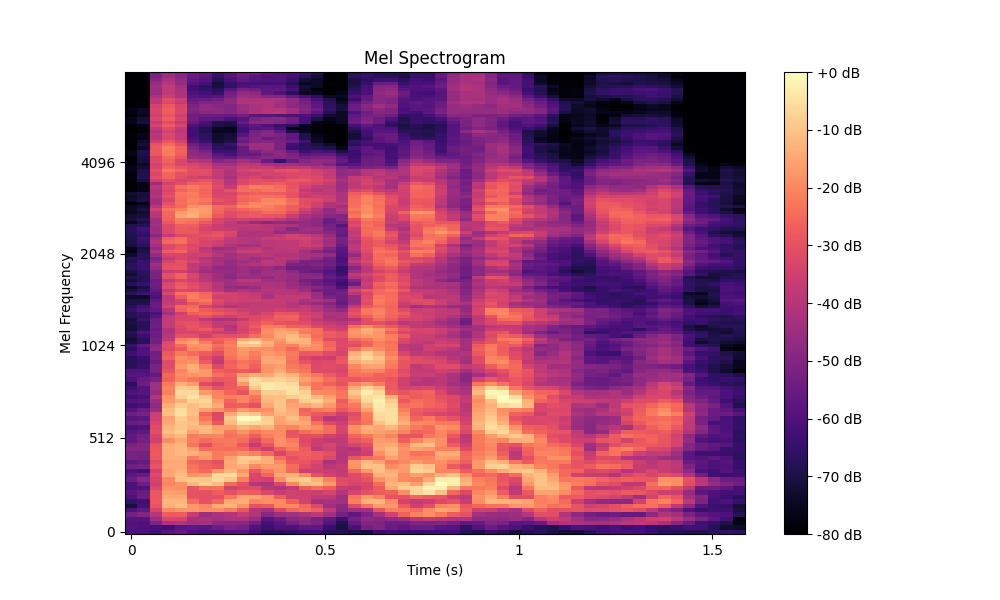 Mel Spectrogram
+0 dB
-10 dB
-20 dB
-30 dB
-40 dB
-50 dB
-60 dB
-70 dB
-80 dB
4096
2048
1024
512
0
Mel Frequency
0 0.5 1 1.5
Time (s)